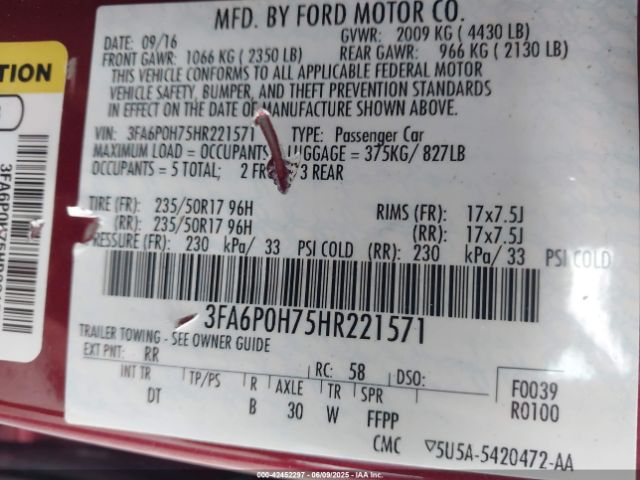 MFD. BY FORD MOTOR CO.
DATE: 09/16
GVWR: 2009 KG ( 4430 LB)
FRONT GAWR: 1066 KG ( 2350 LB)
REAR GAWR: 966 KG ( 2130 LB)
THIS VEHICLE CONFORMS TO ALL APPLICABLE FEDERAL MOTOR
VEHICLE SAFETY, BUMPER, AND THEFT PREVENTION STANDARDS
IN EFFECT ON THE DATE OF MANUFACTURE SHOWN ABOVE.
VIN: 3FA6P0H75HR221571 TYPE: Passenger Car
MAXIMUM LOAD = OCCUPANTS LUGGAGE = 375KG/ 827LB
OCCUPANTS = 5 TOTAL; 2 FR 3 REAR
TIRE (FR): 235/50R17 96H RIMS (FR): 17x7.5J
(RR): 235/50R17 96H (RR): 17x7.5J
PRESSURE (FR): 230 kPa/ 33 PSI COLD (RR): 230 kPa/ 33 PSI COLD
3FA6P0H75HR221571
TRAILER TOWING - SEE OWNER GUIDE
EXT PNT: RR RC: 58 DSO:
INT TR TP/PS R AXLE TR SPR
DT B 30 W FFPP
F0039
R0100
CMC ▽5U5A-5420472-AA
00-42452297 - 06/09/2025 - IAAI.COM